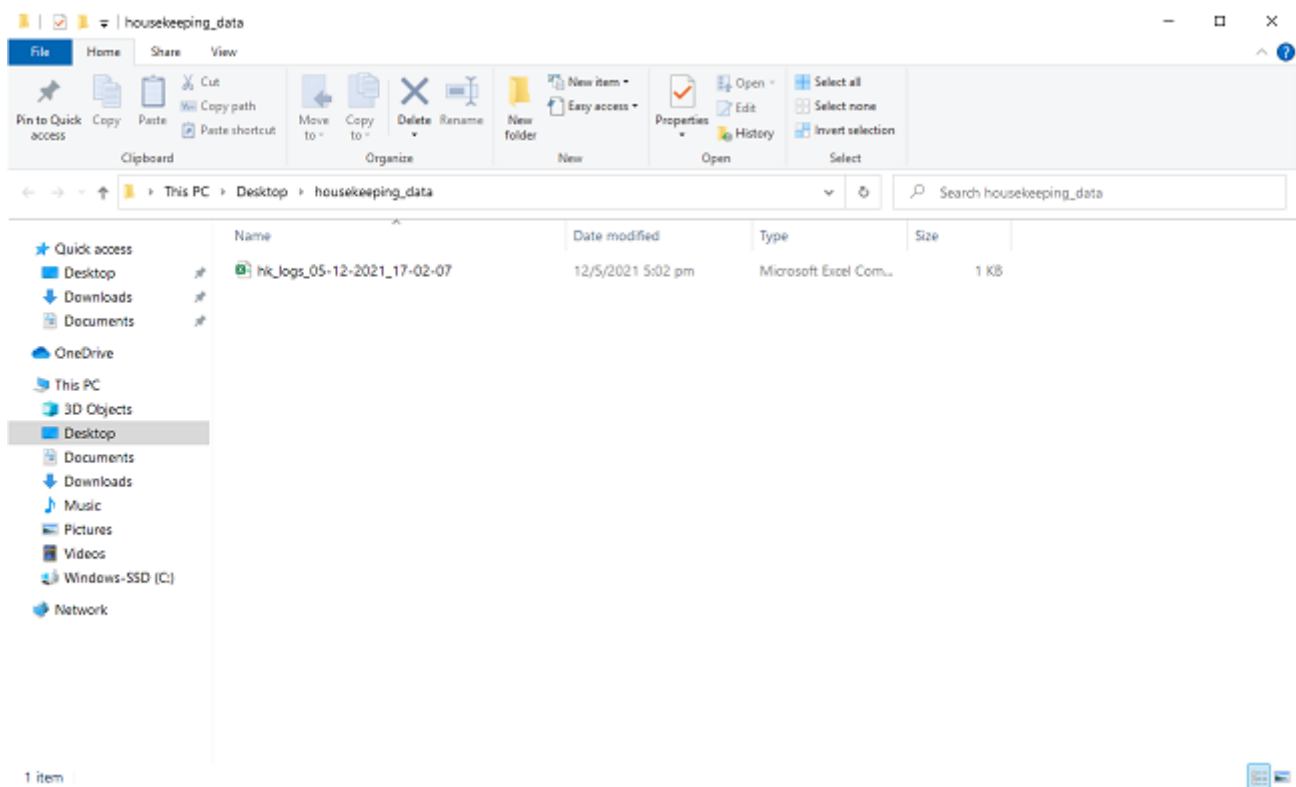 housekeeping_data
File Home Share View
Pin to Quick access
Copy
Paste
Cut
Copy path
Paste shortcut
Clipboard
Move to
Copy to
Delete
Rename
Organize
New folder
New item
Easy access
New
Properties
Open
Edit
History
Open
Select all
Select none
Invert selection
Select
This PC > Desktop > housekeeping_data
Search housekeeping_data
Name Date modified Type Size
hk_logs_05-12-2021_17-02-07 12/5/2021 5:02 pm Microsoft Excel Com... 1 KB
Quick access
Desktop
Downloads
Documents
OneDrive
This PC
3D Objects
Desktop
Documents
Downloads
Music
Pictures
Videos
Windows-SSD (C:)
Network
1 item